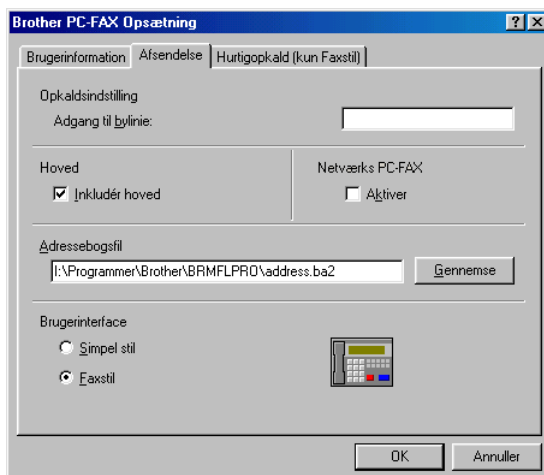 Brother PC-FAX Opsætning
Brugerinformation Afsendelse Hurtigopkald (kun Faxstil)
Opkaldsindstilling
Adgang til bylinie:
Hoved Netværks PC-FAX
Inkludér hoved Aktiver
Adressebogsfil
I:\Programmer\Brother\BRMFLPRO\address.ba2 Gennemse
Brugerinterface
Simpel stil
Faxstil
OK Annuller